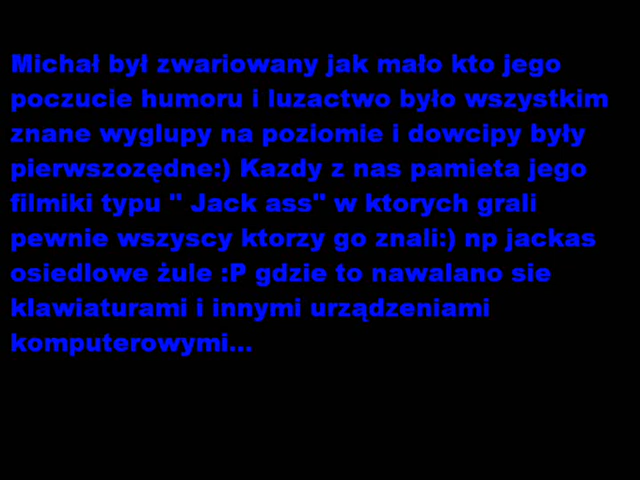 Michał był zwariowany jak mało kto jego
poczucie humoru i luzactwo było wszystkim
znane wyglupy na poziomie i dowcipy były
pierwszozędne:) Kazdy z nas pamieta jego
filmiki typu " Jack ass" w ktorych grali
pewnie wszyscy ktorzy go znali:) np jackas
osiedlowe żule :P gdzie to nawalano sie
klawiaturami i innymi urządzeniami
komputerowymi...